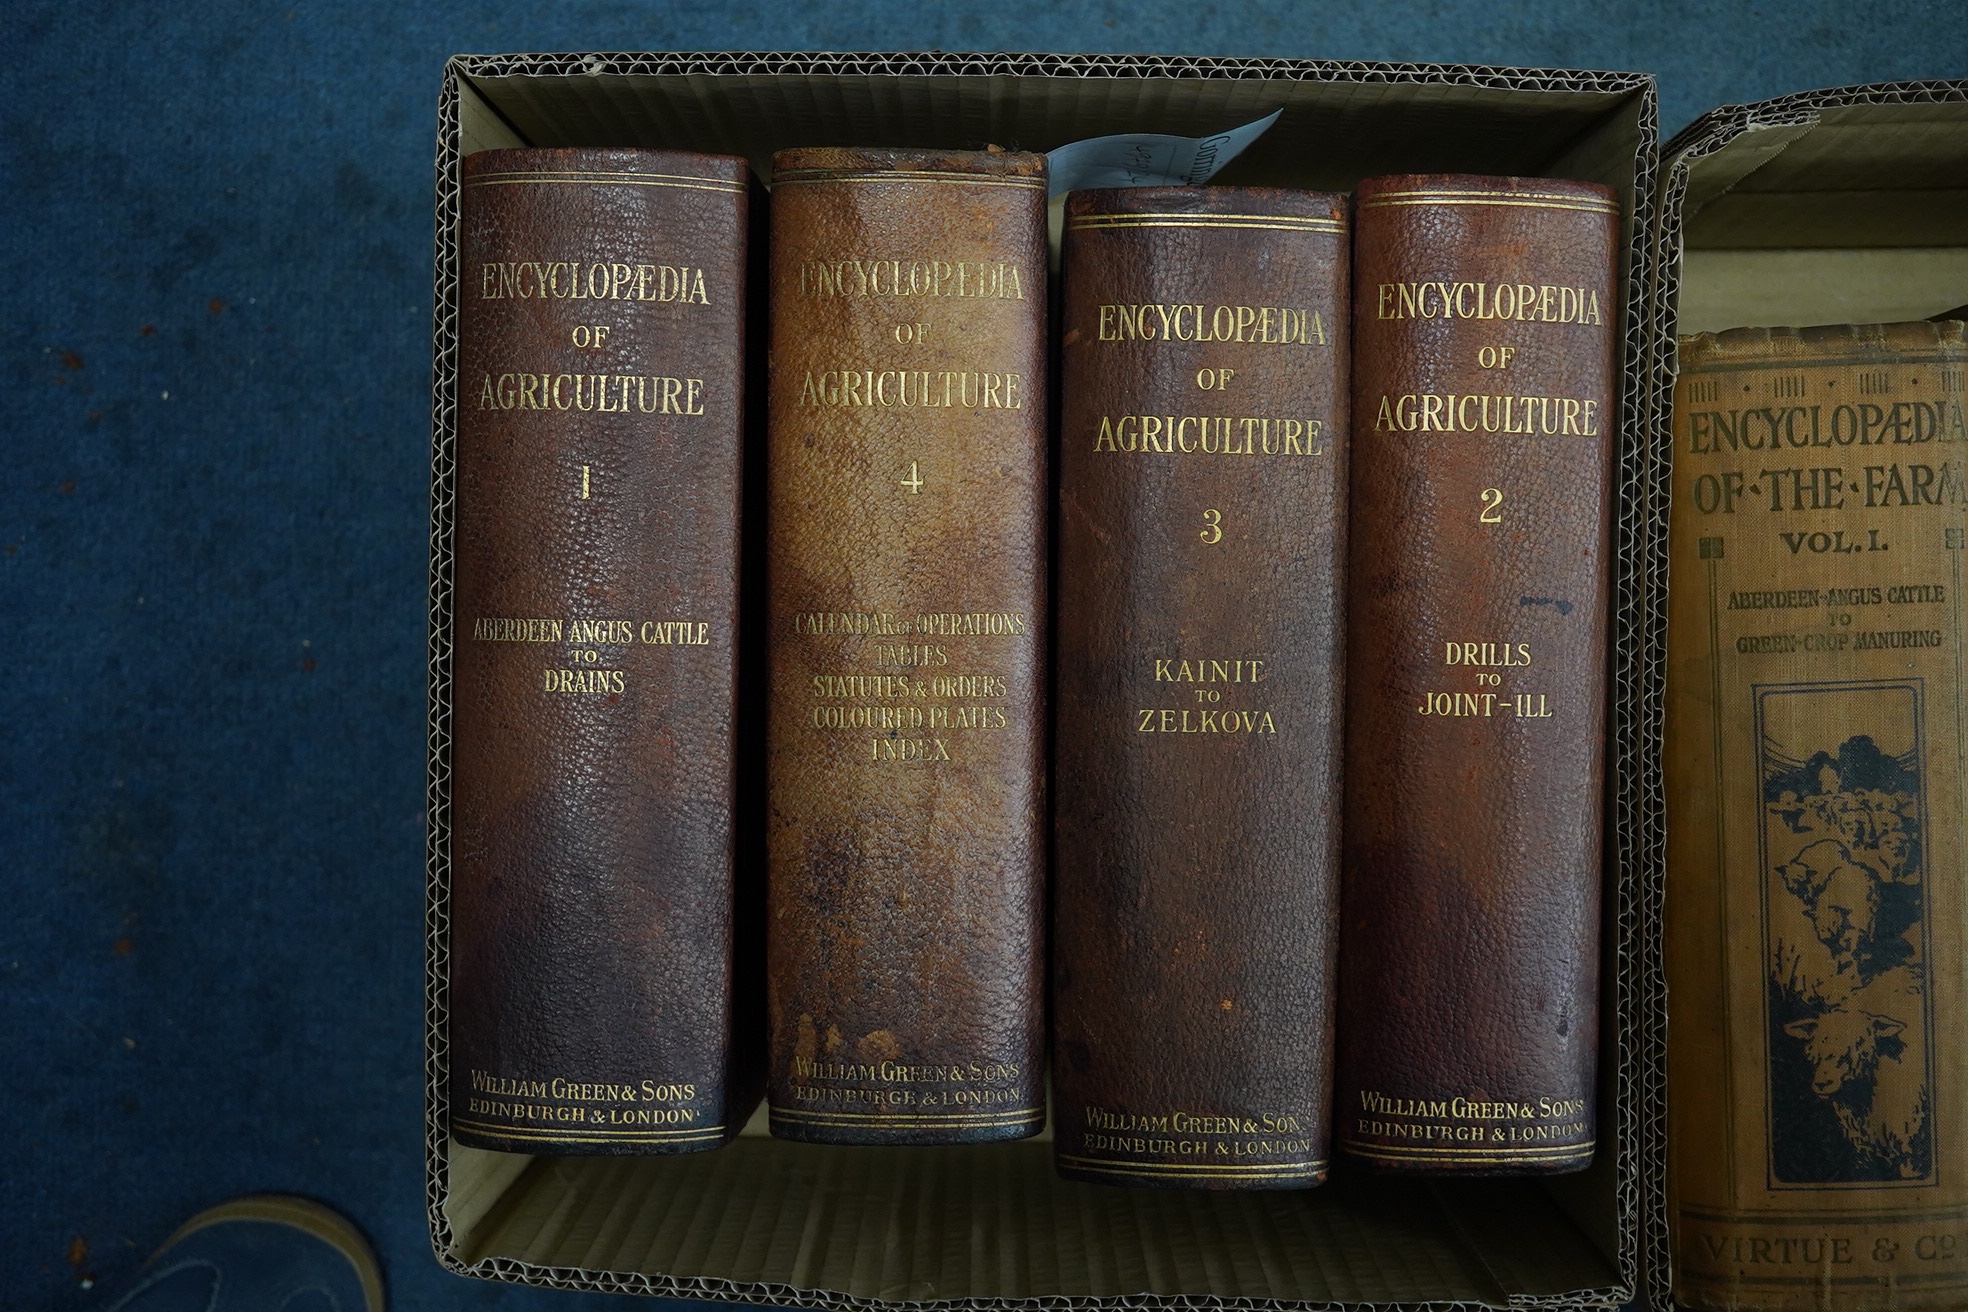 ENCYCLOPÆDIA
OF
AGRICULTURE
1
ABERDEEN ANGUS CATTLE
TO
DRAINS
WILLIAM GREEN & SONS
EDINBURGH & LONDON
ENCYCLOPÆDIA
OF
AGRICULTURE
4
CALENDAR OF OPERATIONS
TABLES
STATUTES & ORDERS
COLOURED PLATES
INDEX
WILLIAM GREEN & SONS
EDINBURGH & LONDON
ENCYCLOPÆDIA
OF
AGRICULTURE
3
KAINIT
TO
ZELKOVA
WILLIAM GREEN & SON
EDINBURGH & LONDON
ENCYCLOPÆDIA
OF
AGRICULTURE
2
DRILLS
TO
JOINT-ILL
WILLIAM GREEN & SONS
EDINBURGH & LONDON
ENCYCLOPÆDIA
OF·THE·FARM
VOL. I.
ABERDEEN-ANGUS CATTLE
TO
GREEN-CROP MANURING
VIRTUE & Cº